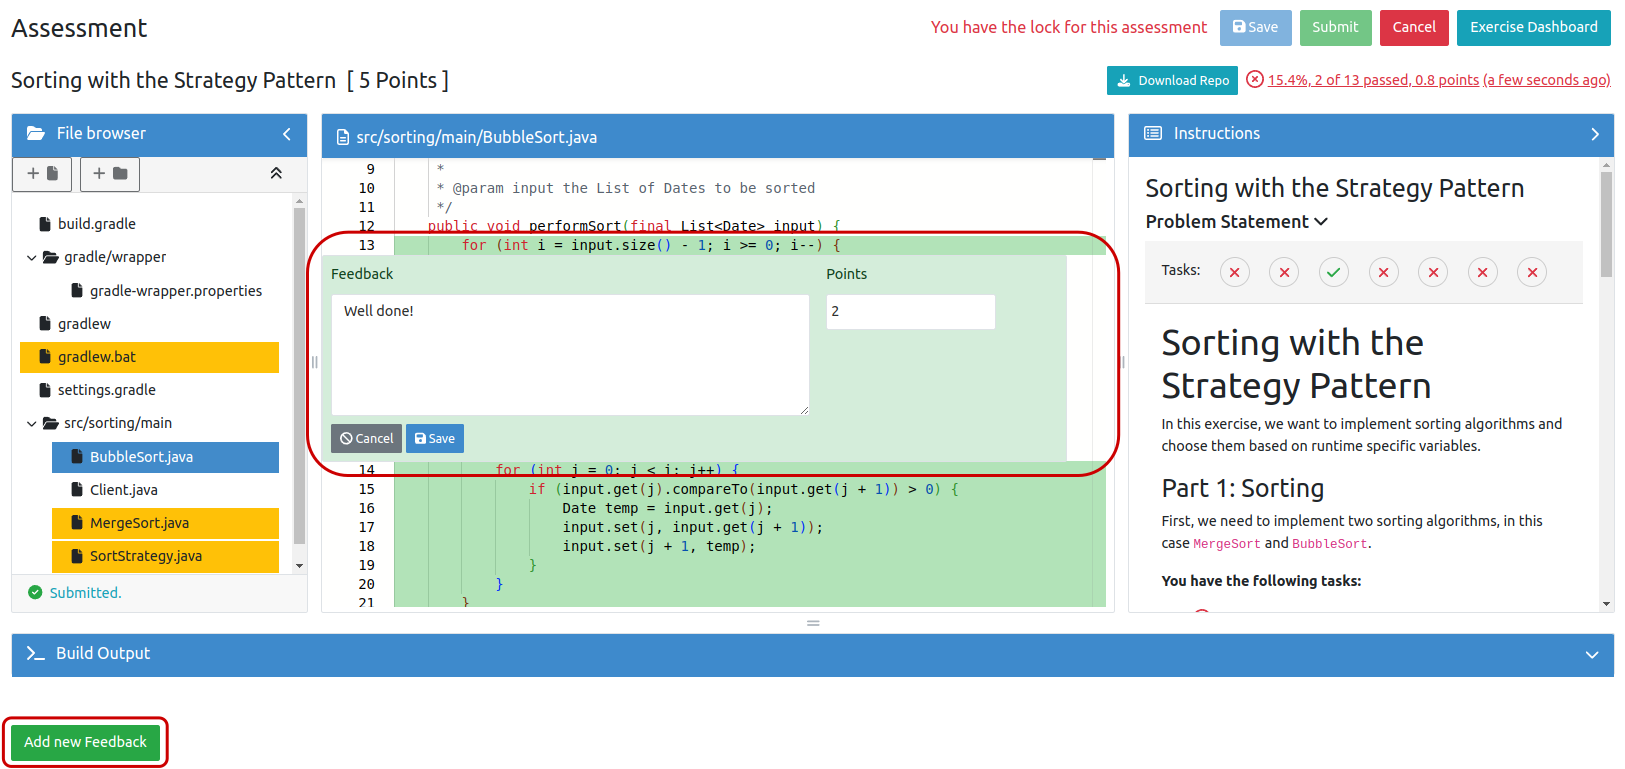 Assessment
You have the lock for this assessment
Save
Submit
Cancel
Exercise Dashboard
Sorting with the Strategy Pattern [ 5 Points ]
Download Repo
15.4%, 2 of 13 passed, 0.8 points (a few seconds ago)
File browser
build.gradle
gradle/wrapper
gradle-wrapper.properties
gradlew
gradlew.bat
settings.gradle
src/sorting/main
BubbleSort.java
Client.java
MergeSort.java
SortStrategy.java
Submitted.
src/sorting/main/BubbleSort.java
9 *
10 * @param input the List of Dates to be sorted
11 */
12 public void performSort(final List<Date> input) {
13 for (int i = input.size() - 1; i >= 0; i--) {
Feedback
Points
Well done!
2
Cancel
Save
14 for (int j = 0; j < i; j++) {
15 if (input.get(j).compareTo(input.get(j + 1)) > 0) {
16 Date temp = input.get(j);
17 input.set(j, input.get(j + 1));
18 input.set(j + 1, temp);
19 }
20 }
21 }
Instructions
Sorting with the Strategy Pattern
Problem Statement
Tasks:
Sorting with the
Strategy Pattern
In this exercise, we want to implement sorting algorithms and
choose them based on runtime specific variables.
Part 1: Sorting
First, we need to implement two sorting algorithms, in this
case MergeSort and BubbleSort.
You have the following tasks:
Build Output
Add new Feedback